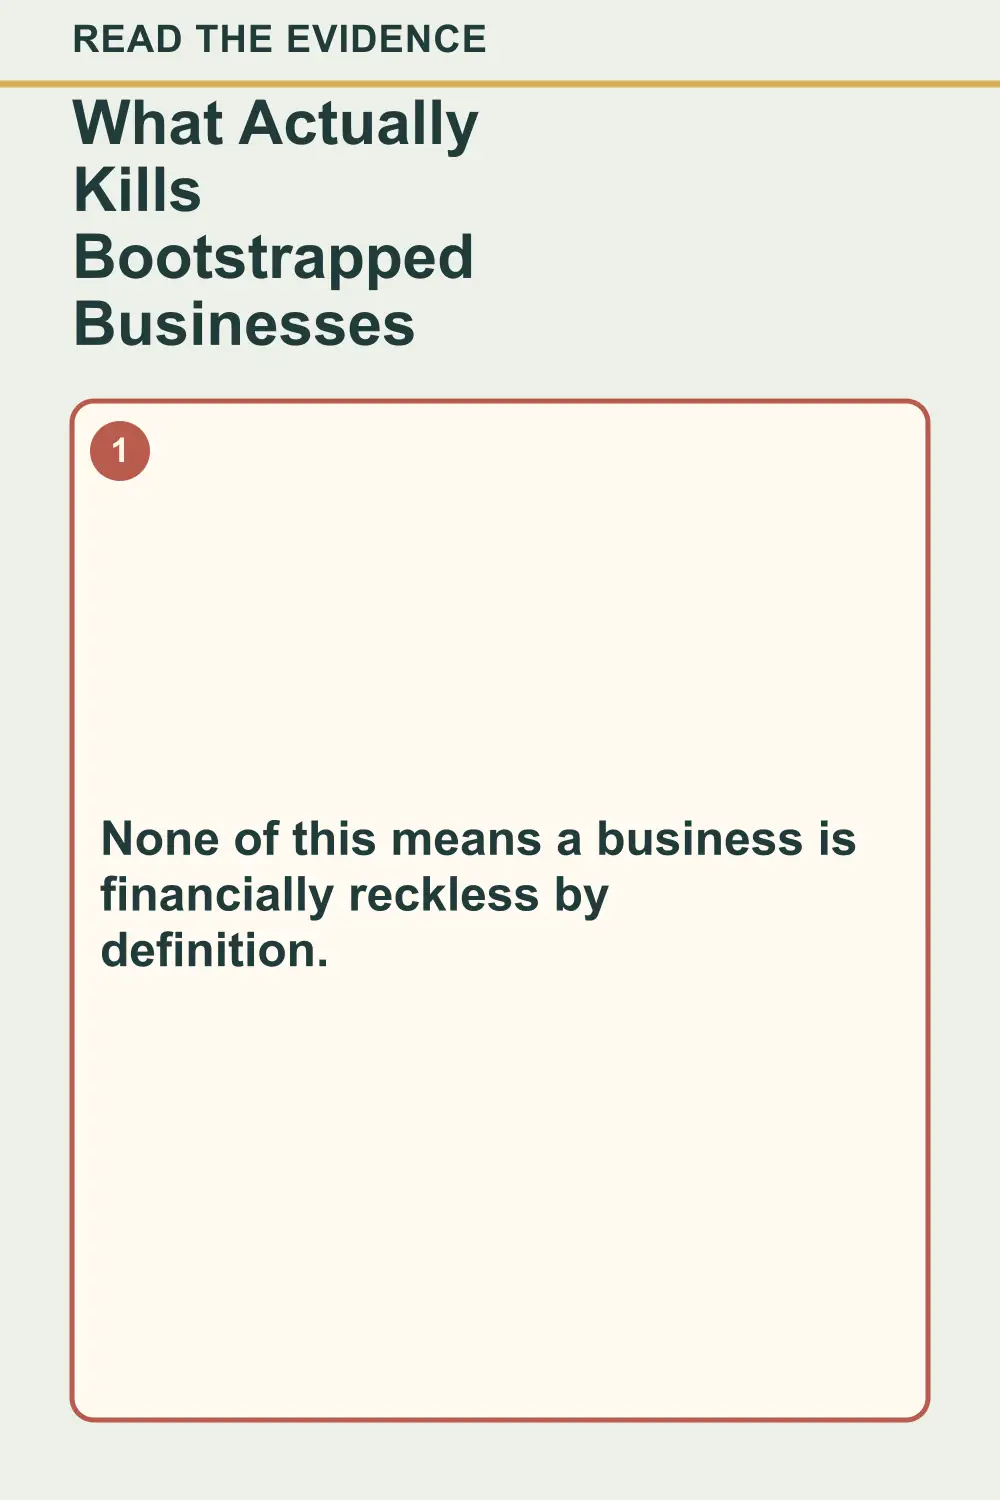 READ THE EVIDENCE
What Actually
Kills
Bootstrapped
Businesses
1
None of this means a business is
financially reckless by
definition.